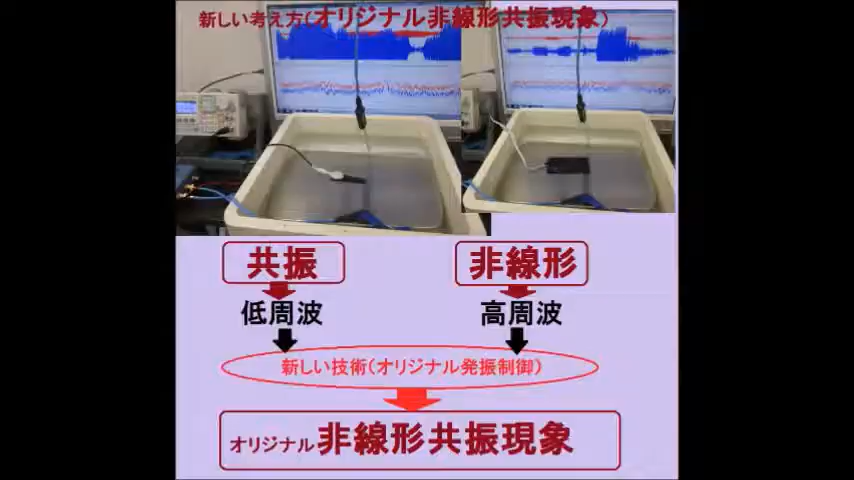 新しい考え方(オリジナル非線形共振現象)
共振
非線形
低周波
高周波
新しい技術(オリジナル発振制御)
オリジナル非線形共振現象